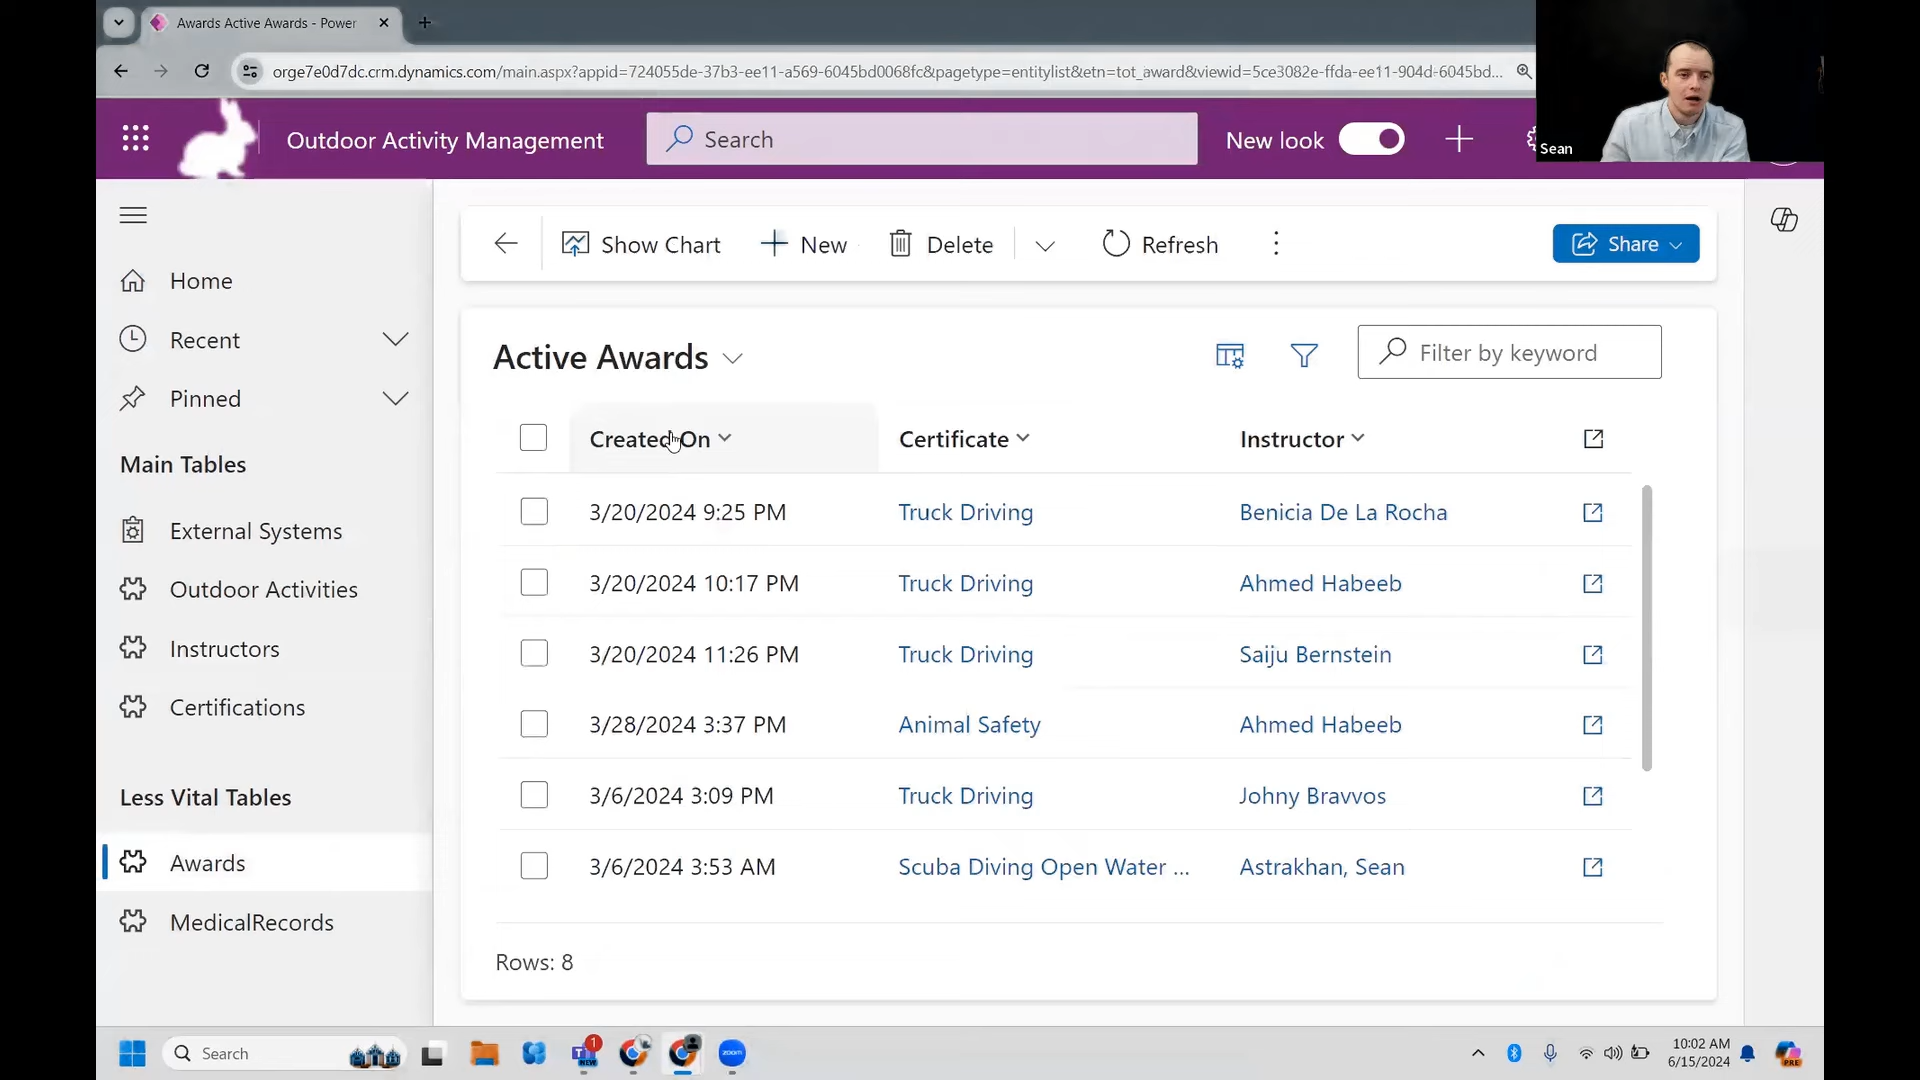 Awards Active Awards - Power
orge7e0d7dc.crm.dynamics.com/main.aspx?appid=724055de-37b3-ee11-a569-6045bd0068fc&pagetype=entitylist&etn=tot_award&viewid=5ce3082e-ffda-ee11-904d-6045bd...
Outdoor Activity Management
Search
New look
Sean
Show Chart
New
Delete
Refresh
Share
Home
Recent
Pinned
Main Tables
External Systems
Outdoor Activities
Instructors
Certifications
Less Vital Tables
Awards
MedicalRecords
Active Awards
Filter by keyword
Created On Certificate Instructor
3/20/2024 9:25 PM Truck Driving Benicia De La Rocha
3/20/2024 10:17 PM Truck Driving Ahmed Habeeb
3/20/2024 11:26 PM Truck Driving Saiju Bernstein
3/28/2024 3:37 PM Animal Safety Ahmed Habeeb
3/6/2024 3:09 PM Truck Driving Johny Bravvos
3/6/2024 3:53 AM Scuba Diving Open Water ... Astrakhan, Sean
Rows: 8
Search
1
NEW
zoom
10:02 AM
6/15/2024
PRE